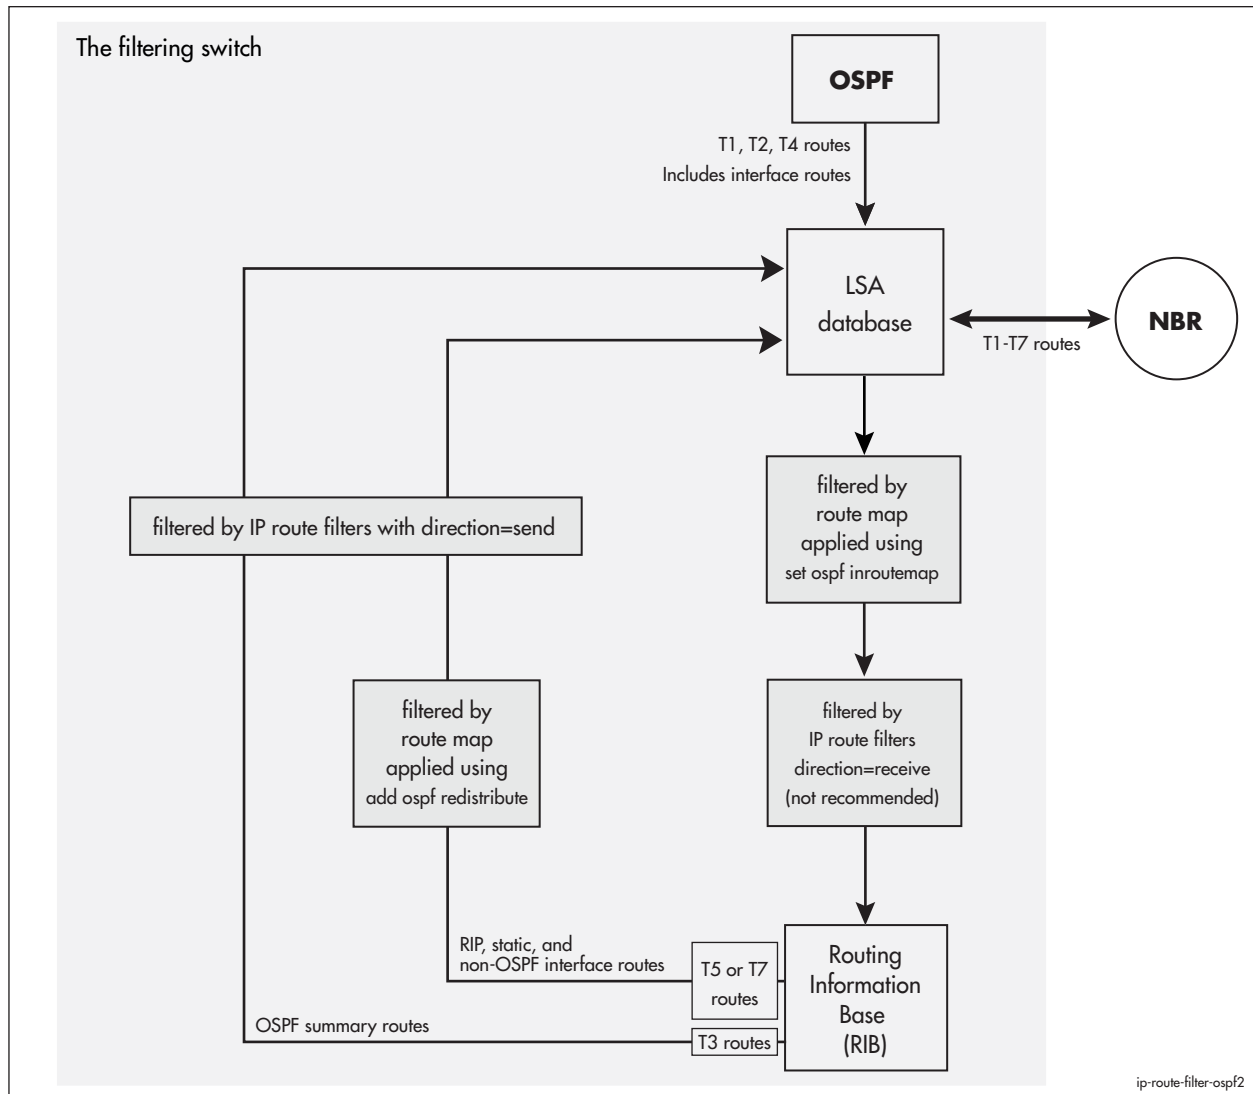 The filtering switch
OSPF
T1, T2, T4 routes
Includes interface routes
LSA
database
NBR
T1-T7 routes
filtered by
route map
applied using
set ospf inroutemap
filtered by IP route filters with direction=send
filtered by
route map
applied using
add ospf redistribute
filtered by
IP route filters
direction=receive
(not recommended)
RIP, static, and
non-OSPF interface routes
T5 or T7
routes
Routing
Information
Base
(RIB)
OSPF summary routes
T3 routes
ip-route-filter-ospf2